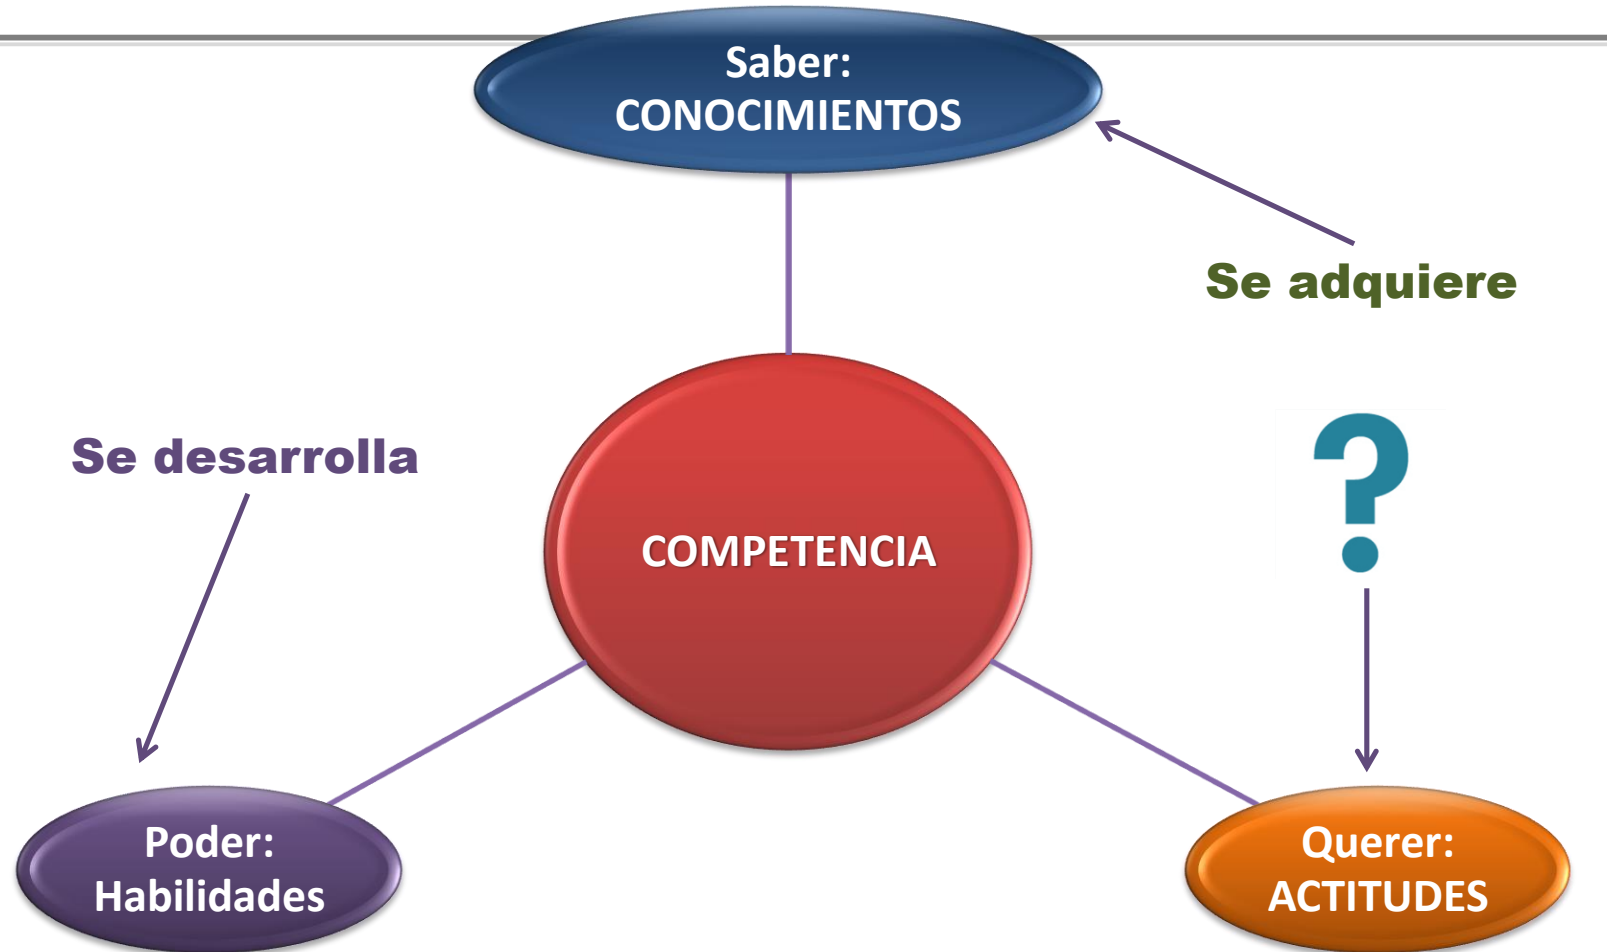 Saber:
CONOCIMIENTOS
Se adquiere
Se desarrolla
?
COMPETENCIA
Poder:
Habilidades
Querer:
ACTITUDES